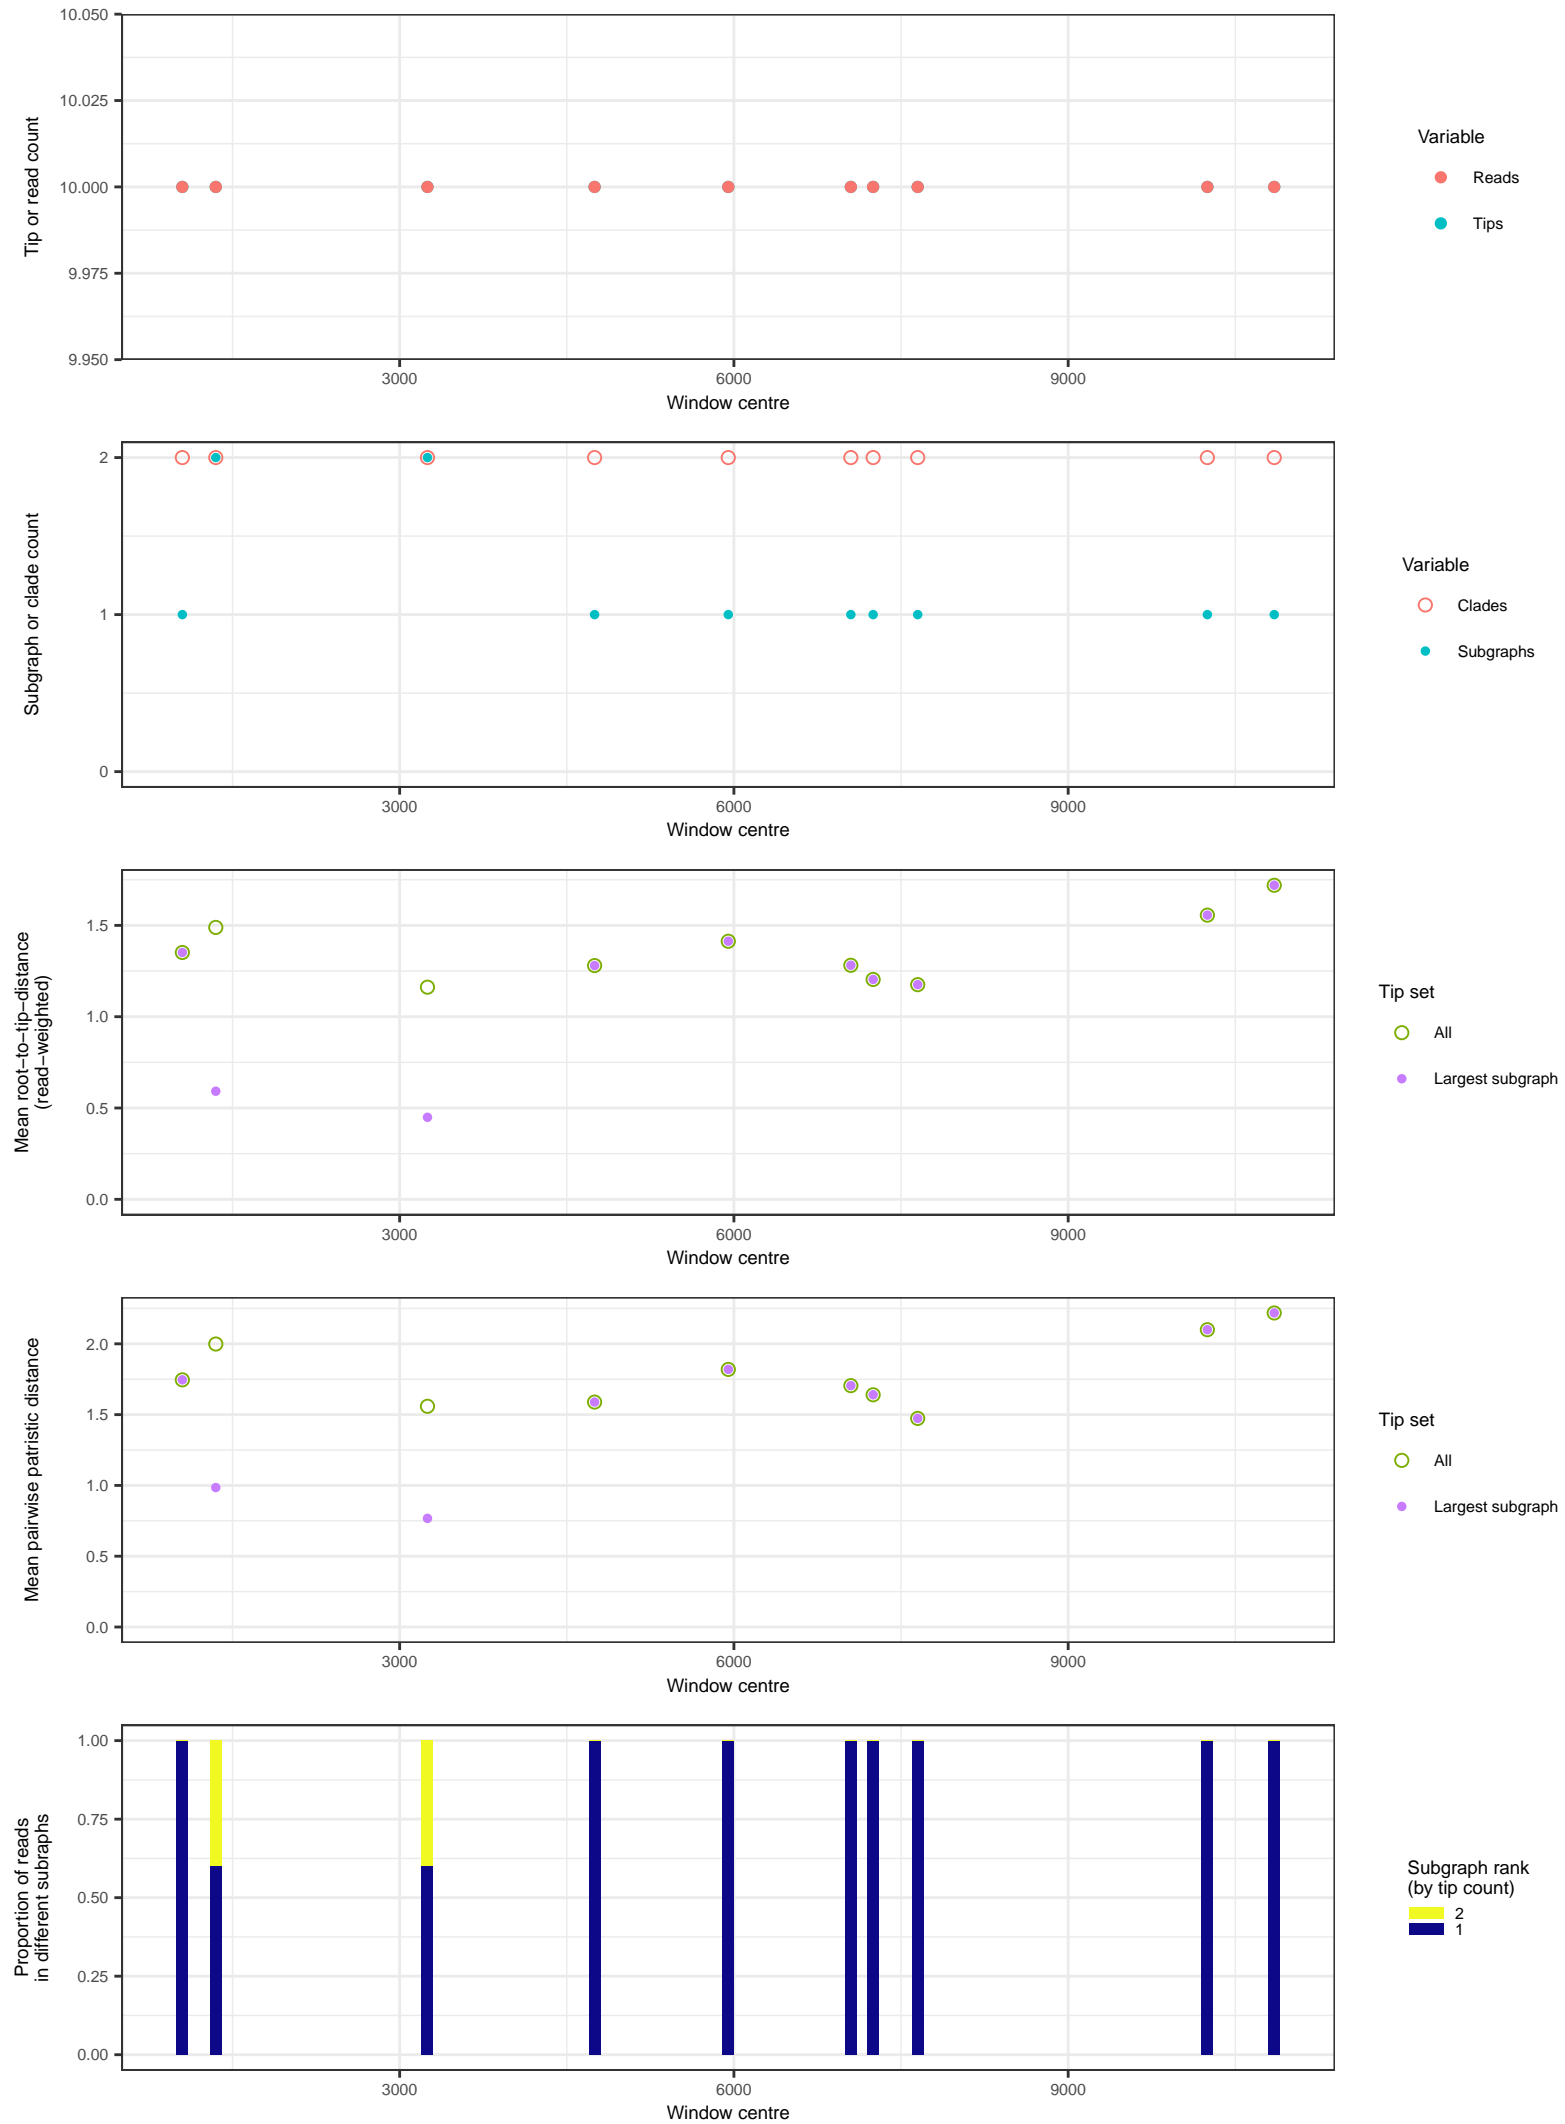 10.050
10.025
10.000
9.975
9.950
Tip or read count
3000
6000
9000
Window centre
Variable
Reads
Tips
2
1
0
Subgraph or clade count
3000
6000
9000
Window centre
Variable
Clades
Subgraphs
1.5
1.0
0.5
0.0
Mean root−to−tip−distance
(read−weighted)
3000
6000
9000
Window centre
Tip set
All
Largest subgraph
2.0
1.5
1.0
0.5
0.0
Mean pairwise patristic distance
3000
6000
9000
Window centre
Tip set
All
Largest subgraph
1.00
0.75
0.50
0.25
0.00
Proportion of reads
in different subraphs
3000
6000
9000
Window centre
Subgraph rank
(by tip count)
2
1